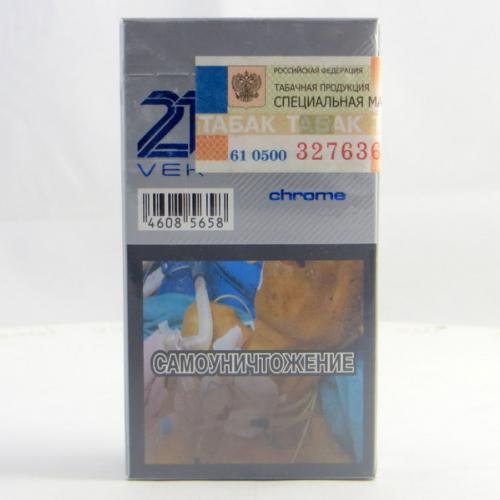 РОССИЙСКАЯ ФЕДЕРАЦИЯ
ТАБАЧНАЯ ПРОДУКЦИЯ
СПЕЦИАЛЬНАЯ МА
ТАБАК ТАБАК Т
61 0500 327636
21
VEK
chrome
4608 5658
САМОУНИЧТОЖЕНИЕ